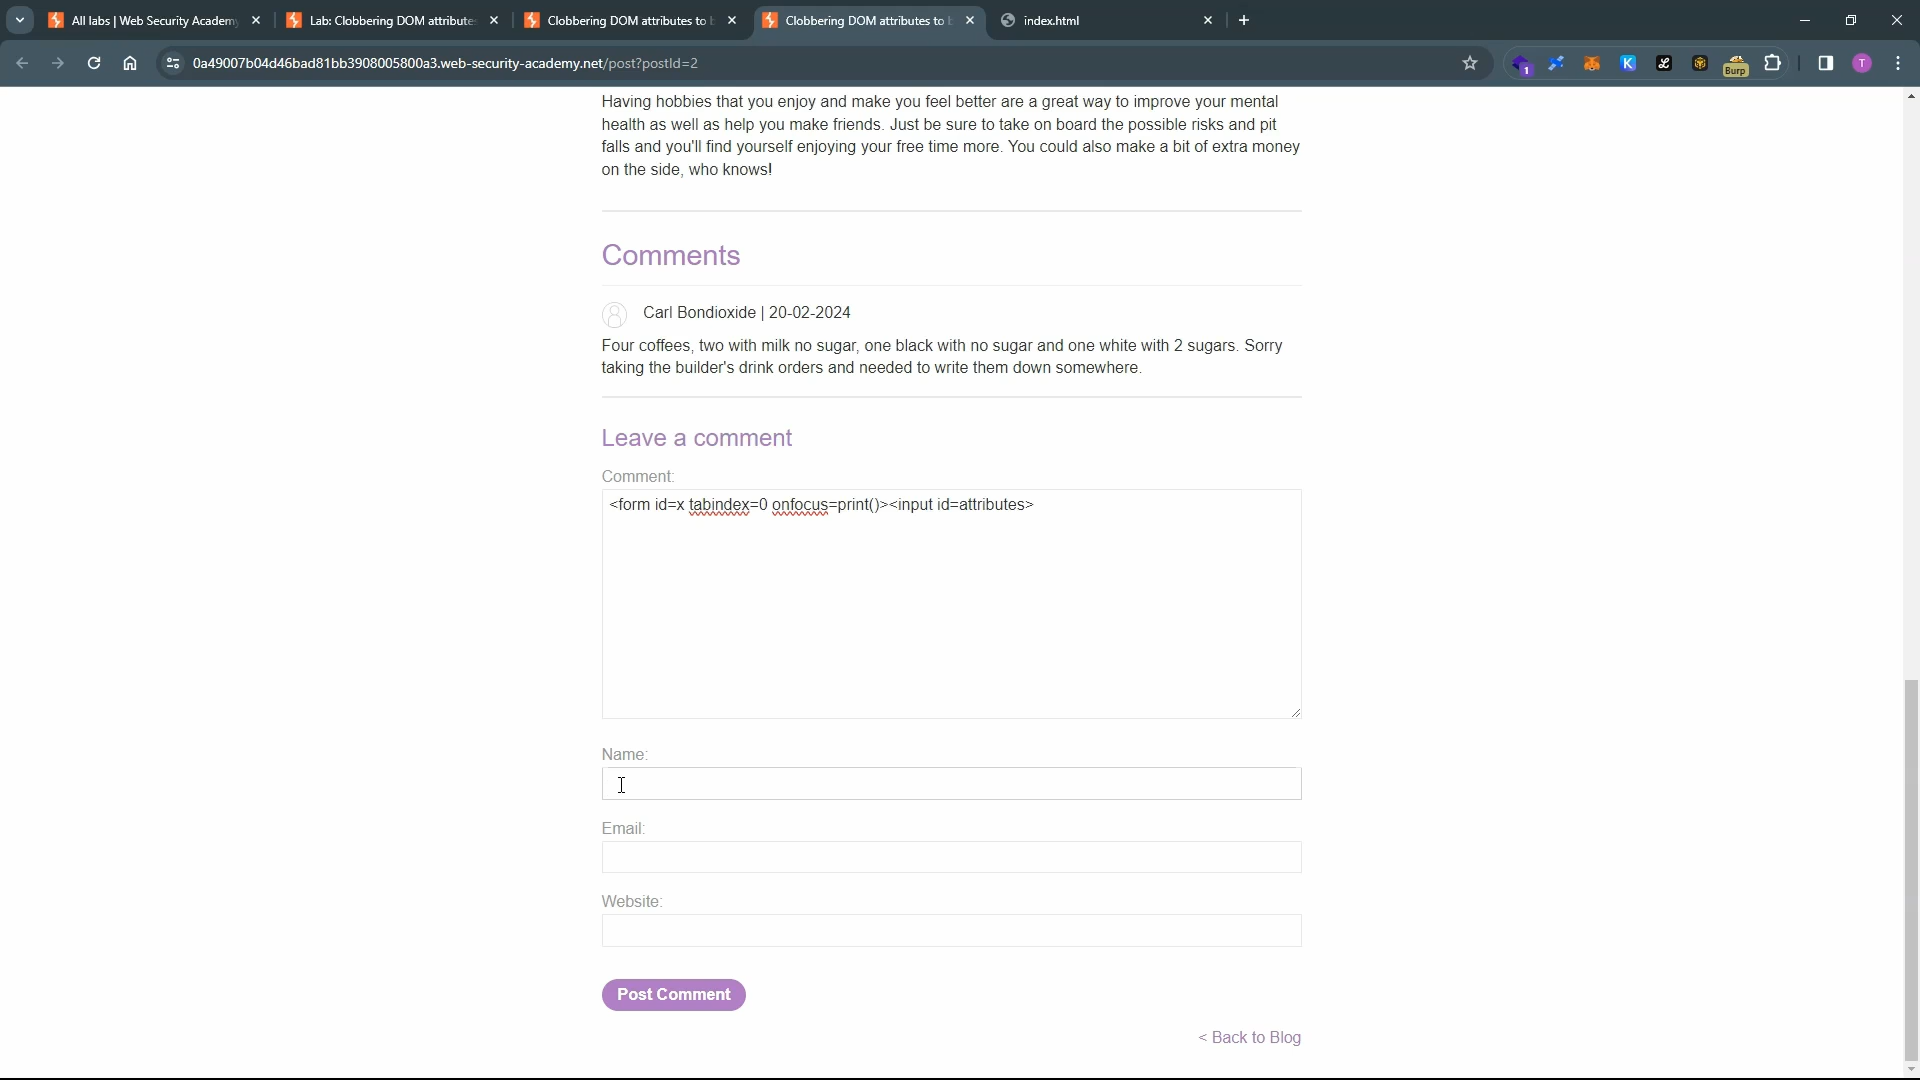 All labs | Web Security Academy
Lab: Clobbering DOM attributes
Clobbering DOM attributes to b
Clobbering DOM attributes to b
index.html
0a49007b04d46bad81bb3908005800a3.web-security-academy.net/post?postId=2
1
K
Burp
T
Having hobbies that you enjoy and make you feel better are a great way to improve your mental
health as well as help you make friends. Just be sure to take on board the possible risks and pit
falls and you'll find yourself enjoying your free time more. You could also make a bit of extra money
on the side, who knows!
Comments
Carl Bondioxide | 20-02-2024
Four coffees, two with milk no sugar, one black with no sugar and one white with 2 sugars. Sorry
taking the builder's drink orders and needed to write them down somewhere.
Leave a comment
Comment:
<form id=x tabindex=0 onfocus=print()><input id=attributes>
Name:
Email:
Website:
Post Comment
< Back to Blog